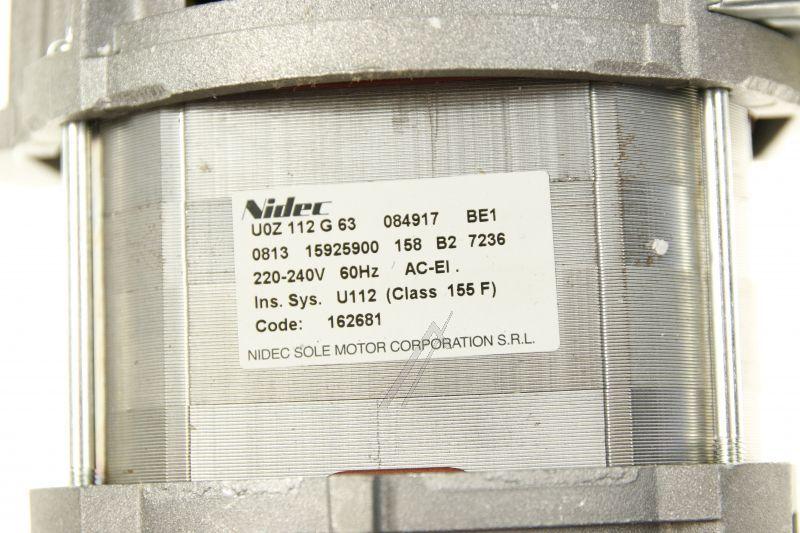 Nidec
U0Z 112 G 63 084917 BE1
0813 15925900 158 B2 7236
220-240V 60Hz AC-EI .
Ins. Sys. U112 (Class 155 F)
Code: 162681
NIDEC SOLE MOTOR CORPORATION S.R.L.